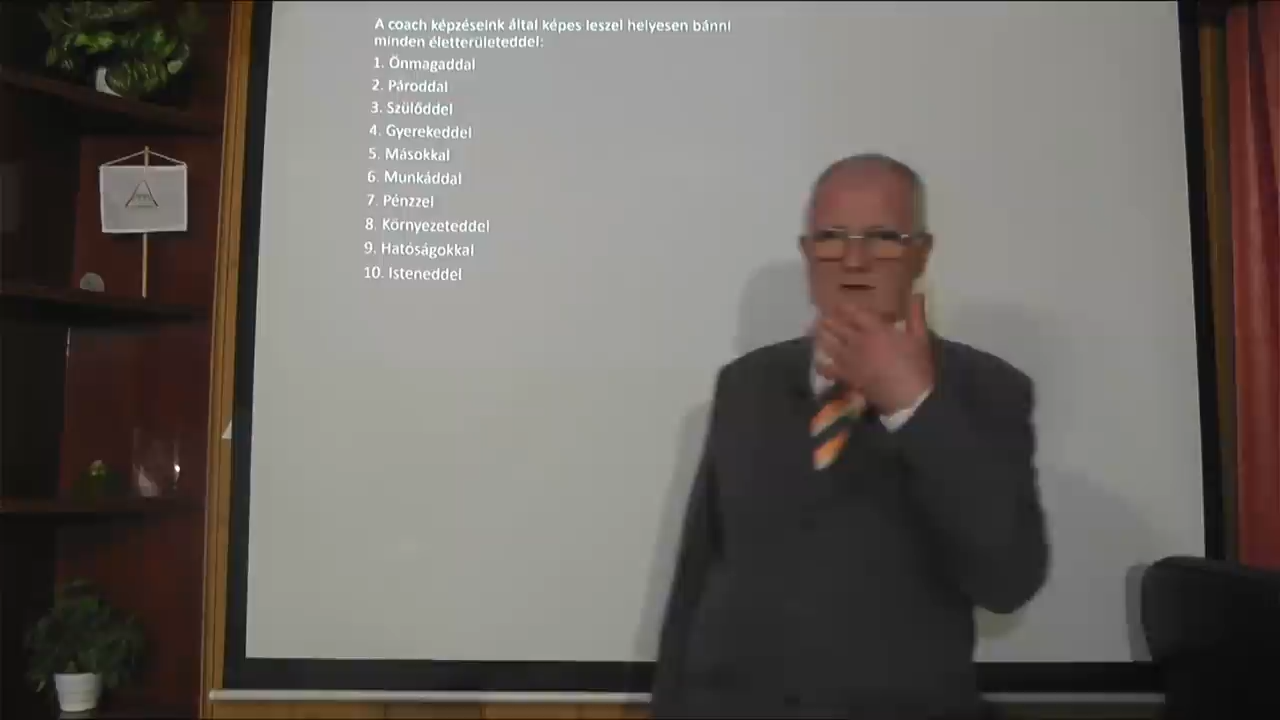 A coach képzéseink által képes leszel helyesen bánni
minden életterületeddel:
1. Önmagaddal
2. Pároddal
3. Szülőddel
4. Gyerekeddel
5. Másokkal
6. Munkáddal
7. Pénzzel
8. Környezeteddel
9. Hatóságokkal
10. Isteneddel